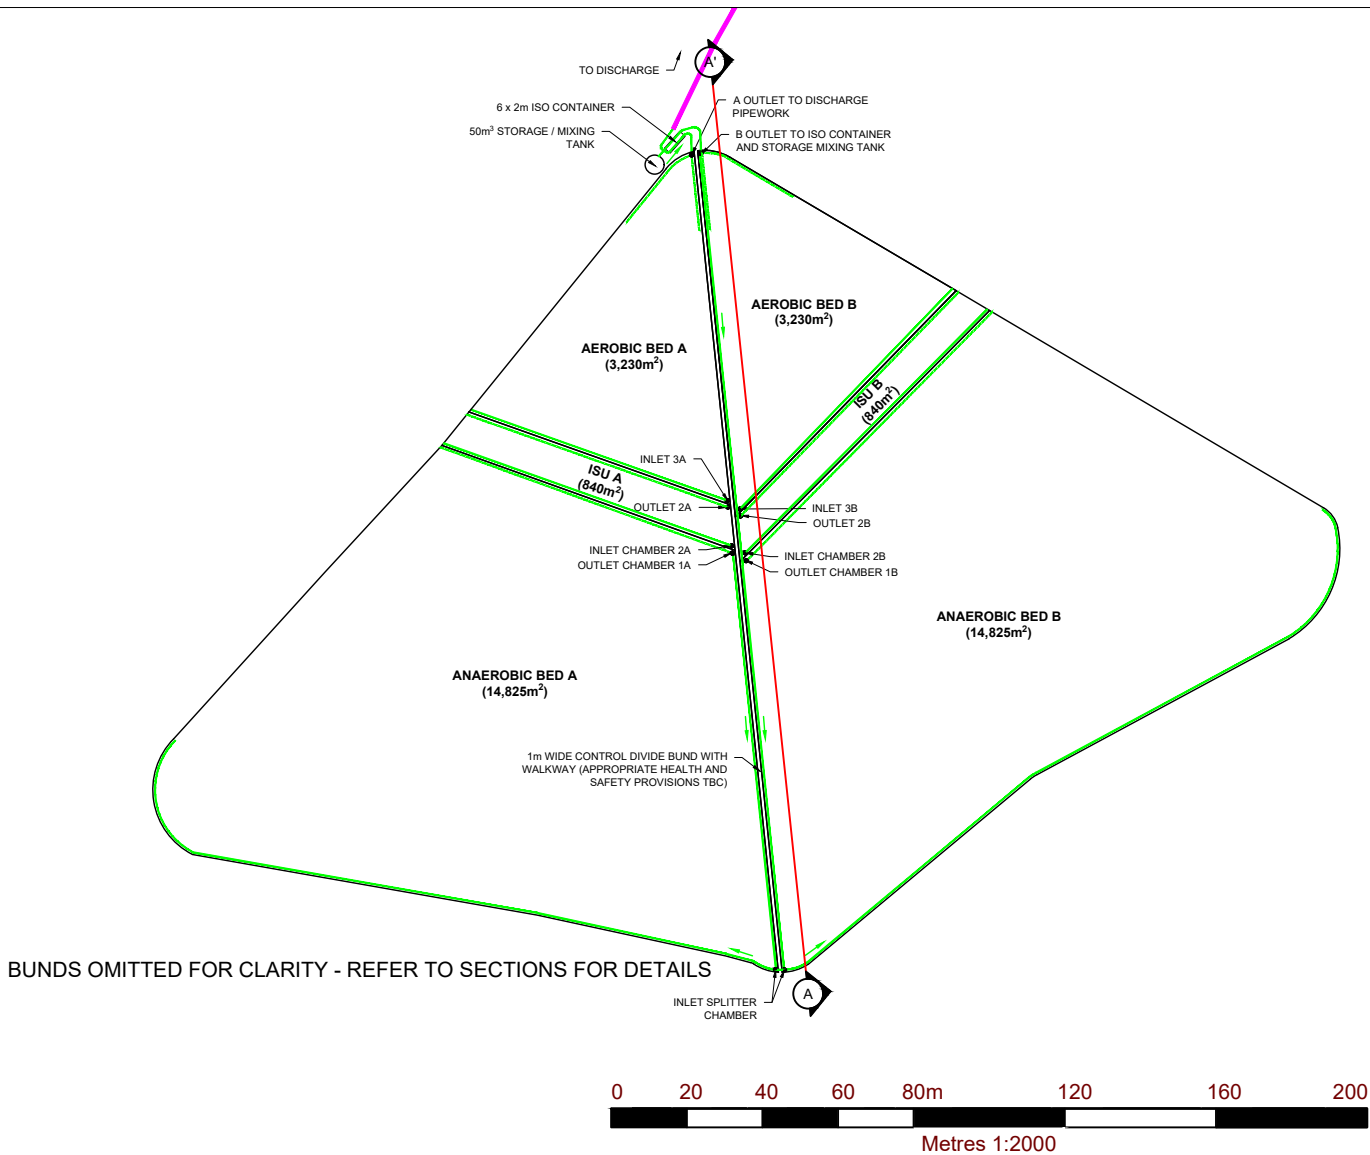 A'
TO DISCHARGE
A OUTLET TO DISCHARGE
PIPEWORK
6 x 2m ISO CONTAINER
50m³ STORAGE / MIXING
TANK
B OUTLET TO ISO CONTAINER
AND STORAGE MIXING TANK
AEROBIC BED B
(3,230m²)
AEROBIC BED A
(3,230m²)
ISU B
(840m²)
INLET 3A
ISU A
(840m²)
OUTLET 2A
INLET 3B
OUTLET 2B
INLET CHAMBER 2A
OUTLET CHAMBER 1A
INLET CHAMBER 2B
OUTLET CHAMBER 1B
ANAEROBIC BED B
(14,825m²)
ANAEROBIC BED A
(14,825m²)
1m WIDE CONTROL DIVIDE BUND WITH
WALKWAY (APPROPRIATE HEALTH AND
SAFETY PROVISIONS TBC)
BUNDS OMITTED FOR CLARITY - REFER TO SECTIONS FOR DETAILS
INLET SPLITTER
CHAMBER
A
0 20 40 60 80m 120 160 200
Metres 1:2000